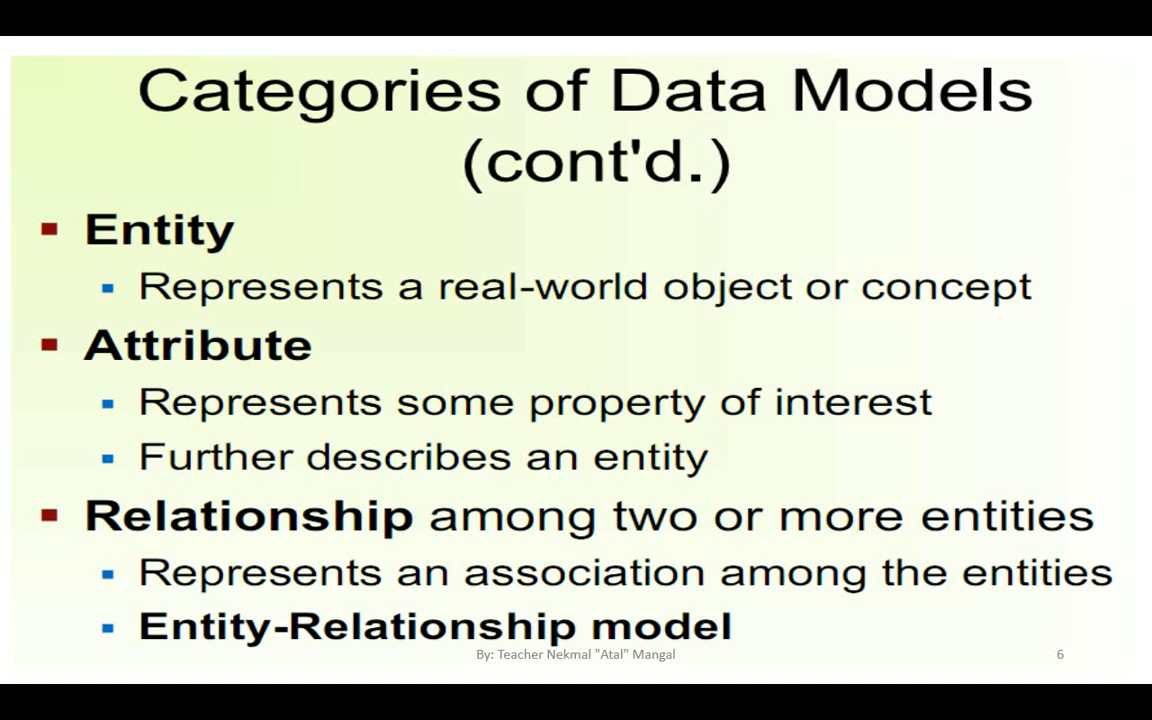 Categories of Data Models
(cont'd.)
Entity
Represents a real-world object or concept
Attribute
Represents some property of interest
Further describes an entity
Relationship among two or more entities
Represents an association among the entities
Entity-Relationship model
By: Teacher Nekmal "Atal" Mangal
6